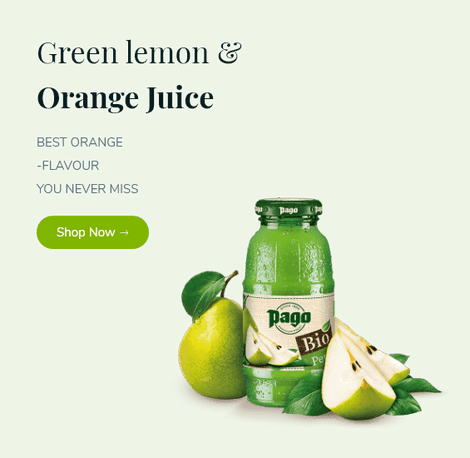 Green lemon &
Orange Juice
BEST ORANGE
-FLAVOUR
YOU NEVER MISS
Shop Now →
Pago
Pago
Bio